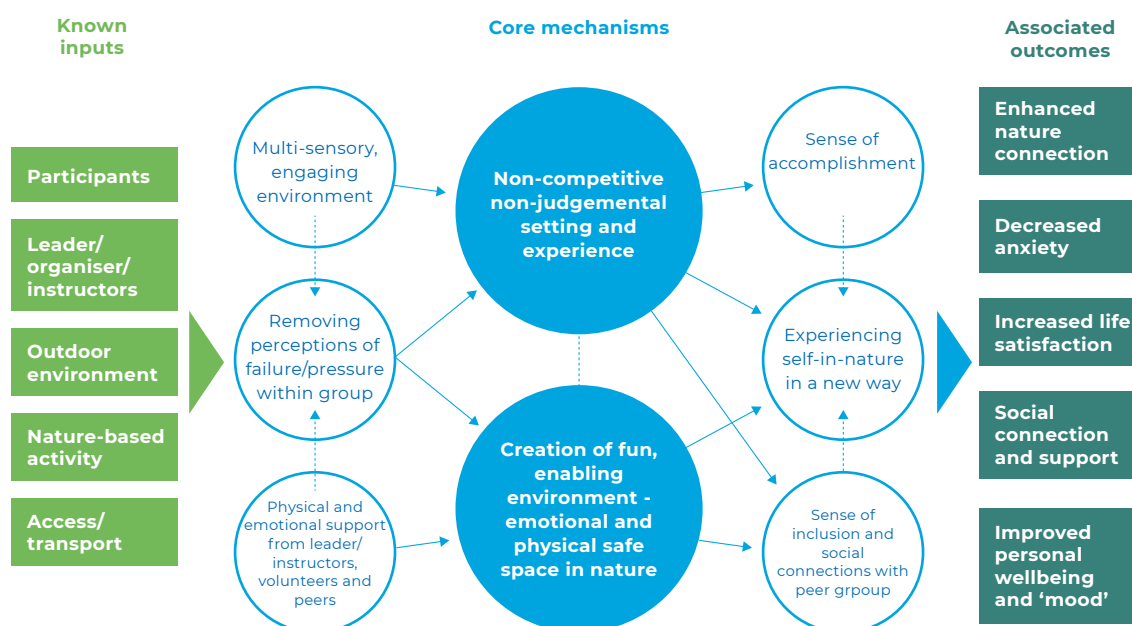 Known
inputs
Core mechanisms
Associated
outcomes
Participants
Leader/
organiser/
instructors
Outdoor
environment
Nature-based
activity
Access/
transport
Multi-sensory,
engaging
environment
Removing
perceptions of
failure/pressure
within group
Physical and
emotional support
from leader/
instructors,
volunteers and
peers
Non-competitive
non-judgemental
setting and
experience
Creation of fun,
enabling
environment -
emotional and
physical safe
space in nature
Sense of
accomplishment
Experiencing
self-in-nature
in a new way
Sense of
inclusion and
social
connections with
peer grpoup
Enhanced
nature
connection
Decreased
anxiety
Increased life
satisfaction
Social
connection
and support
Improved
personal
wellbeing
and ‘mood’